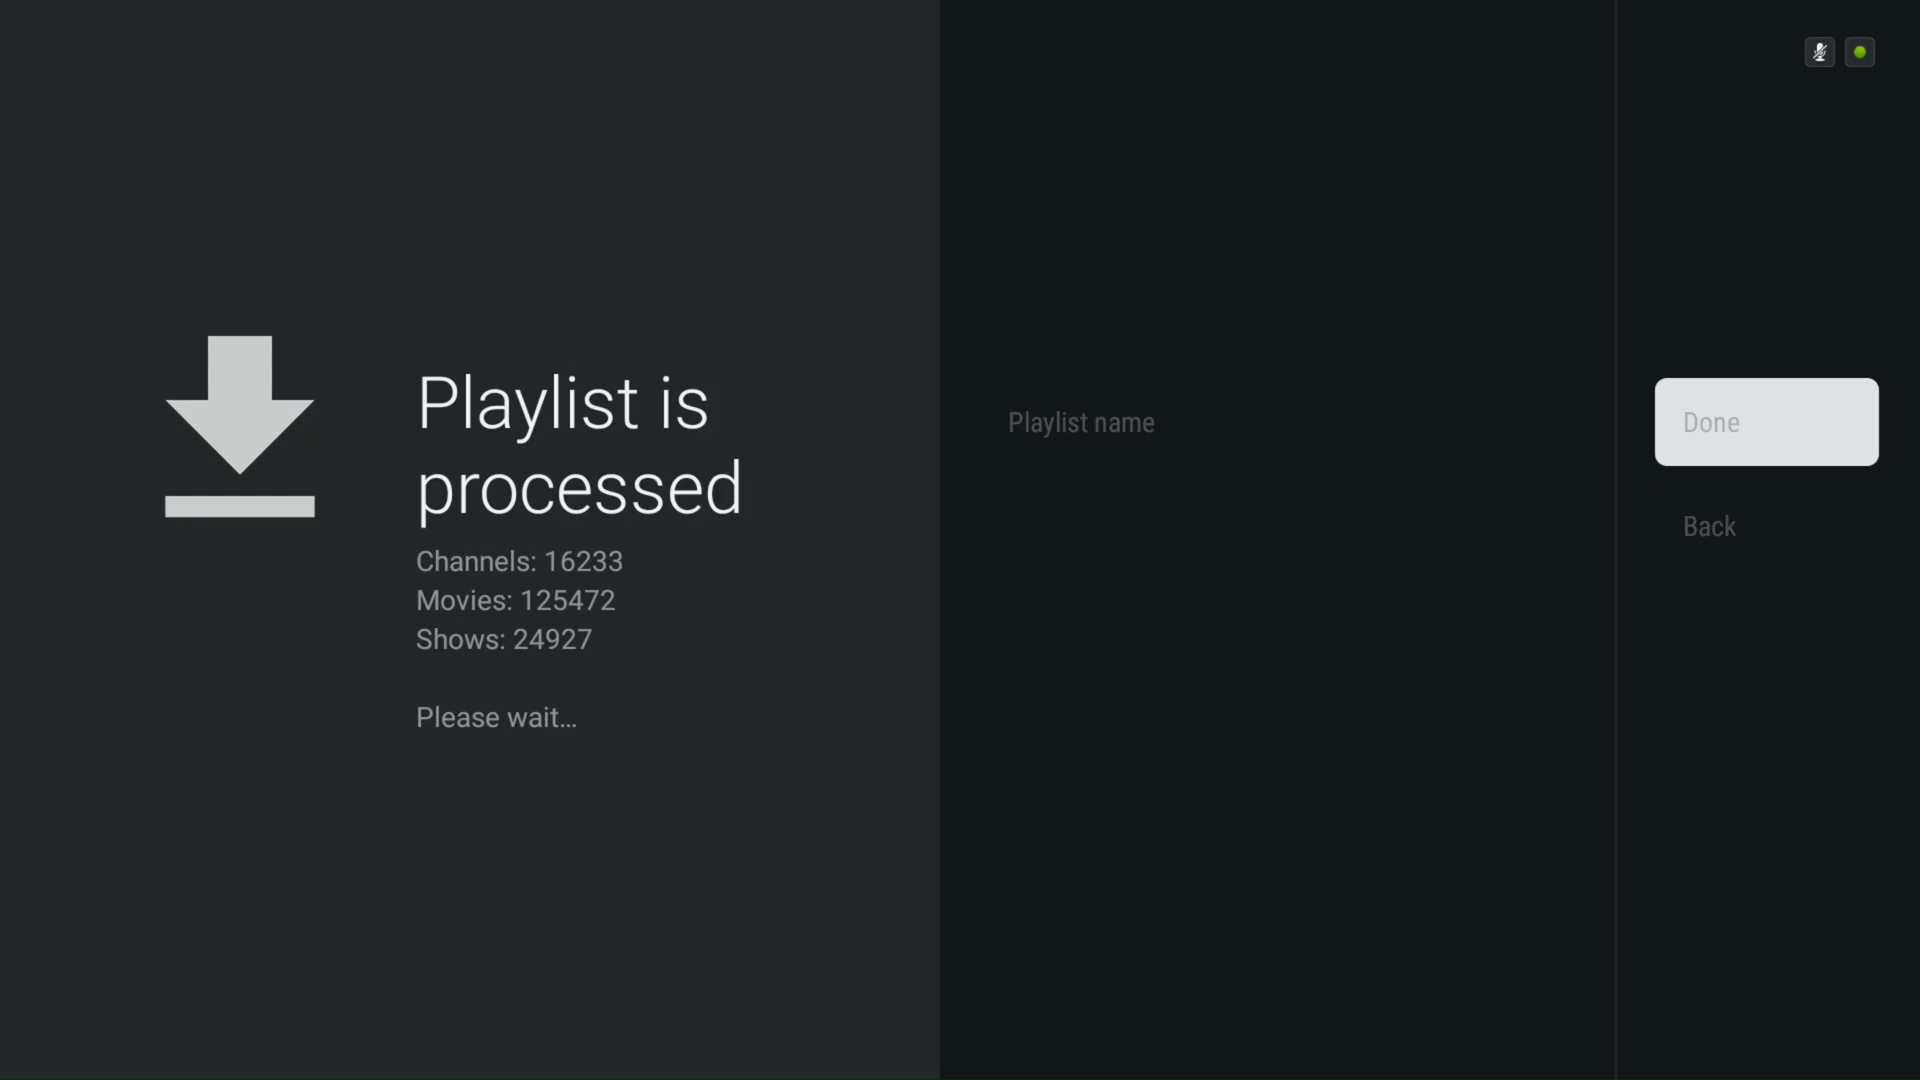 Playlist is
processed
Channels: 16233
Movies: 125472
Shows: 24927
Please wait…
Playlist name
Done
Back